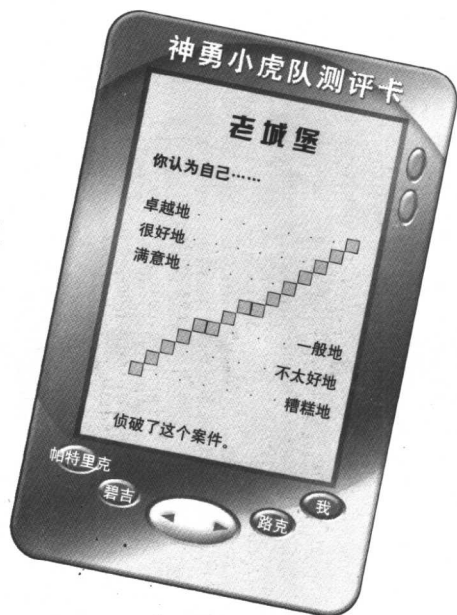 神勇小虎队测评卡
老城堡
你认为自己……
卓越地
很好地
满意地
一般地
不太好地
糟糕地
侦破了这个案件。
帕特里克
碧吉
路克
我